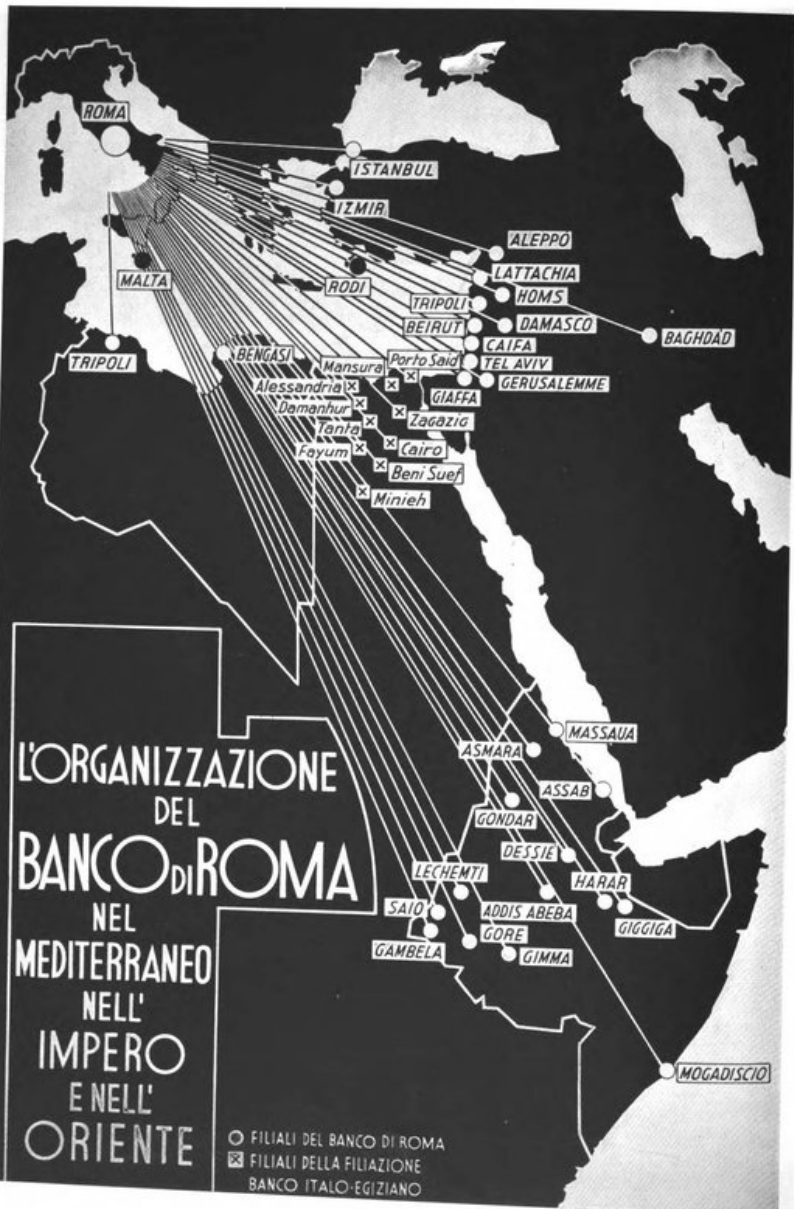 ROMA
ISTANBUL
IZMIR
ALEPPO
MALTA
RODI
LATTACHIA
HOMS
TRIPOLI
BEIRUT
DAMASCO
BAGHDAD
TRIPOLI
BENGASI
CAIFA
Mansura
Porto Said
TEL AVIV
GERUSALEMME
Alessandria
GIAFFA
Damanhur
Zagazig
Tanta
Fayum
Cairo
Beni Suef
Minieh
MASSAUA
ASMARA
ASSAB
GONDAR
DESSIE
LECHEMTI
HARAR
SAIO
ADDIS ABEBA
GIGGIGA
GAMBELA
GORE
GIMMA
MOGADISCIO
L'ORGANIZZAZIONE
DEL
BANCO DI ROMA
NEL
MEDITERRANEO
NELL'
IMPERO
E NELL'
ORIENTE
FILIALI DEL BANCO DI ROMA
FILIALI DELLA FILIAZIONE
BANCO ITALO-EGIZIANO